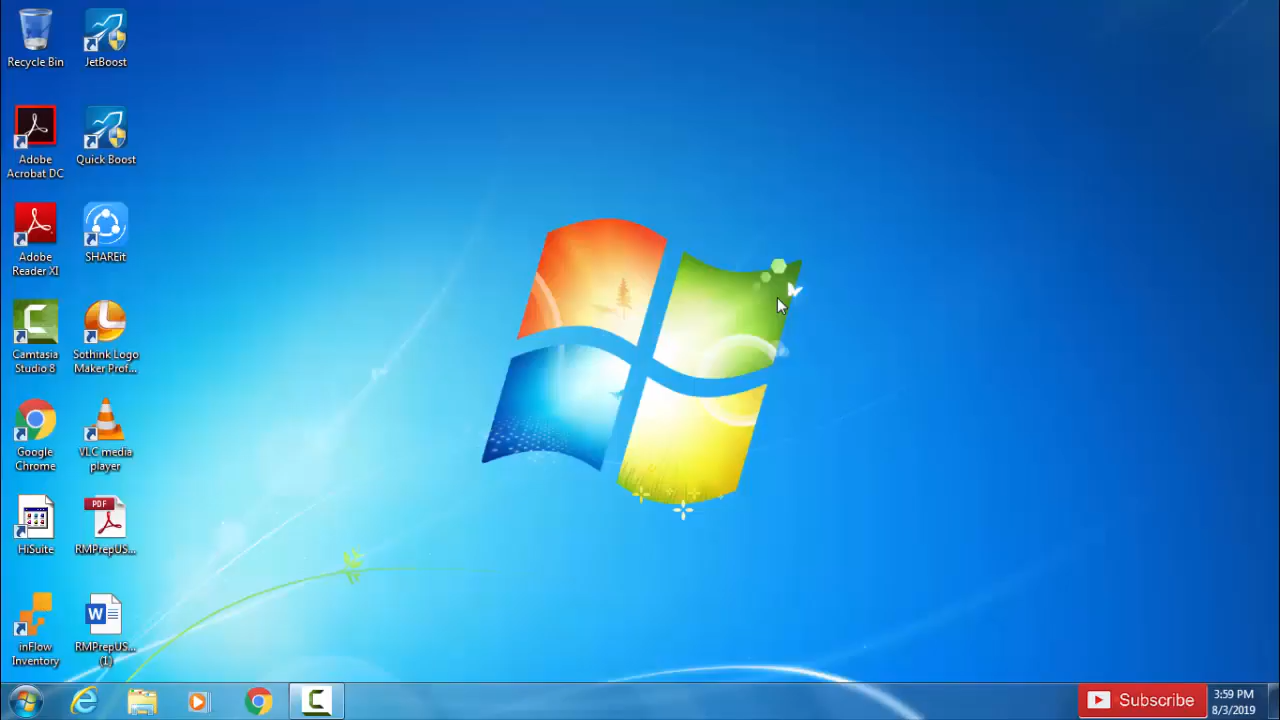 Recycle Bin
JetBoost
Adobe
Acrobat DC
Quick Boost
Adobe
Reader XI
SHAREit
Camtasia
Studio 8
Sothink Logo
Maker Prof...
Google
Chrome
VLC media
player
HiSuite
PDF
RMPrepUS...
inFlow
Inventory
W
RMPrepUS...
(1)
Subscribe
3:59 PM
8/3/2019